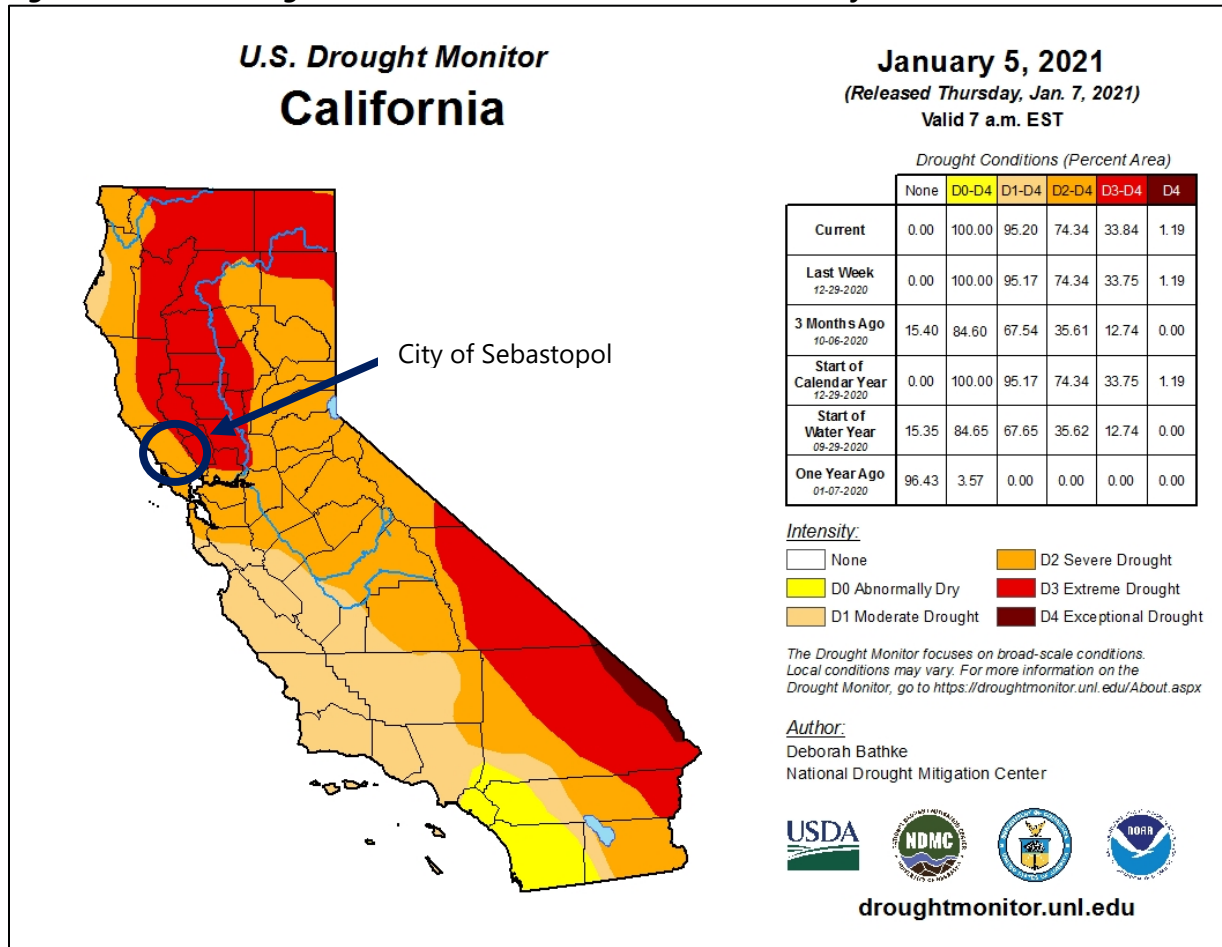 U.S. Drought Monitor
California
January 5, 2021
(Released Thursday, Jan. 7, 2021)
Valid 7 a.m. EST
Drought Conditions (Percent Area)
None D0-D4 D1-D4 D2-D4 D3-D4 D4
Current 0.00 100.00 95.20 74.34 33.84 1.19
Last Week
12-29-2020 0.00 100.00 95.17 74.34 33.75 1.19
3 Months Ago
10-06-2020 15.40 84.60 67.54 35.61 12.74 0.00
Start of
Calendar Year
12-29-2020 0.00 100.00 95.17 74.34 33.75 1.19
Start of
Water Year
09-29-2020 15.35 84.65 67.65 35.62 12.74 0.00
One Year Ago
01-07-2020 96.43 3.57 0.00 0.00 0.00 0.00
City of Sebastopol
Intensity:
None
D0 Abnormally Dry
D1 Moderate Drought
D2 Severe Drought
D3 Extreme Drought
D4 Exceptional Drought
The Drought Monitor focuses on broad-scale conditions.
Local conditions may vary. For more information on the
Drought Monitor, go to https://droughtmonitor.unl.edu/About.aspx
Author:
Deborah Bathke
National Drought Mitigation Center
USDA
NDMC
NOAA
droughtmonitor.unl.edu